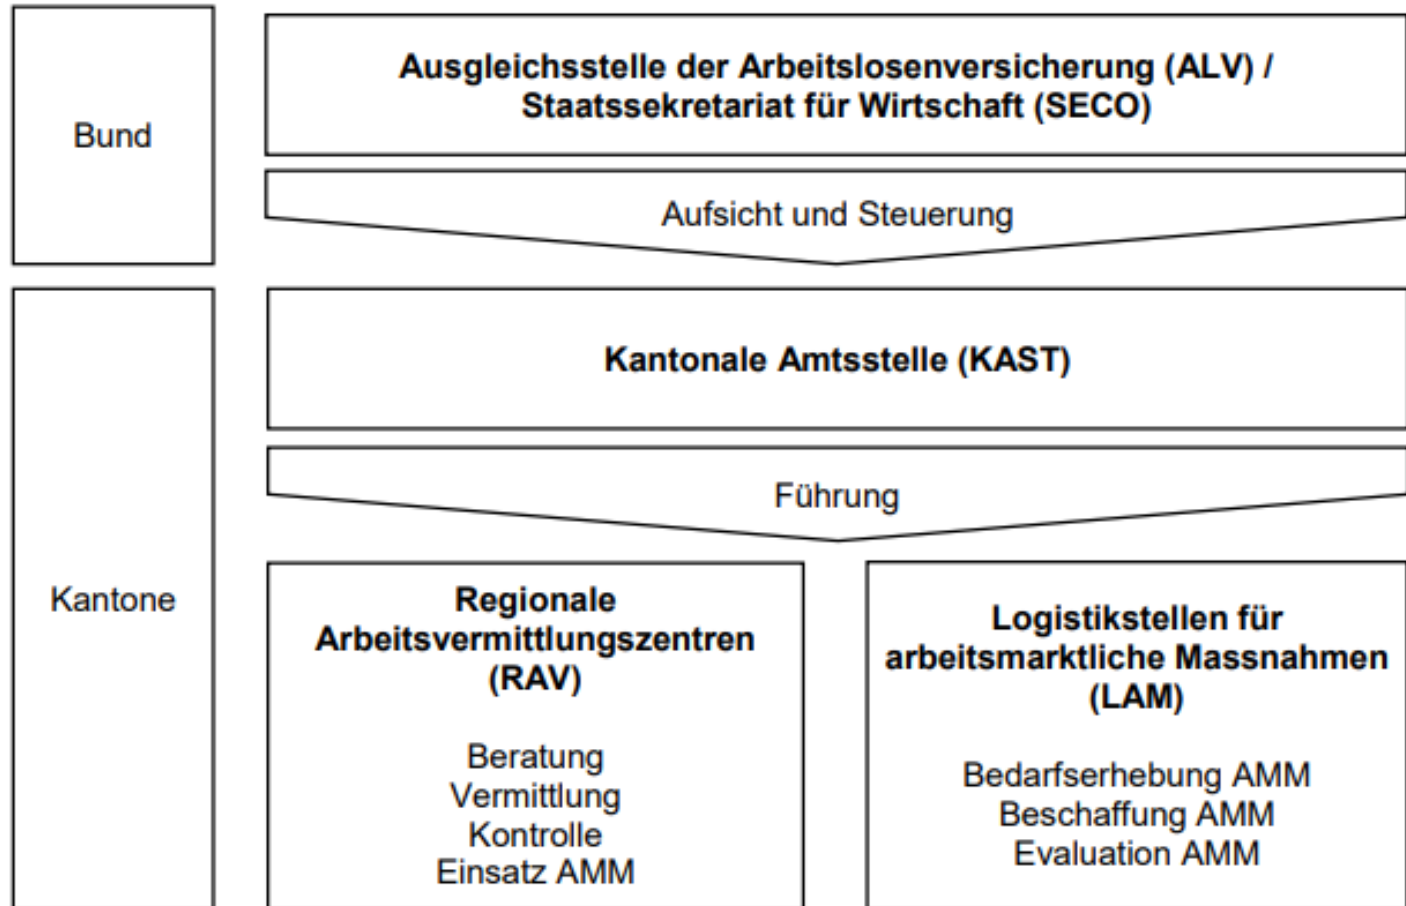 Bund
Ausgleichsstelle der Arbeitslosenversicherung (ALV) /
Staatssekretariat für Wirtschaft (SECO)
Aufsicht und Steuerung
Kantone
Kantonale Amtsstelle (KAST)
Führung
Regionale
Arbeitsvermittlungszentren
(RAV)
Beratung
Vermittlung
Kontrolle
Einsatz AMM
Logistikstellen für
arbeitsmarktliche Massnahmen
(LAM)
Bedarfserhebung AMM
Beschaffung AMM
Evaluation AMM